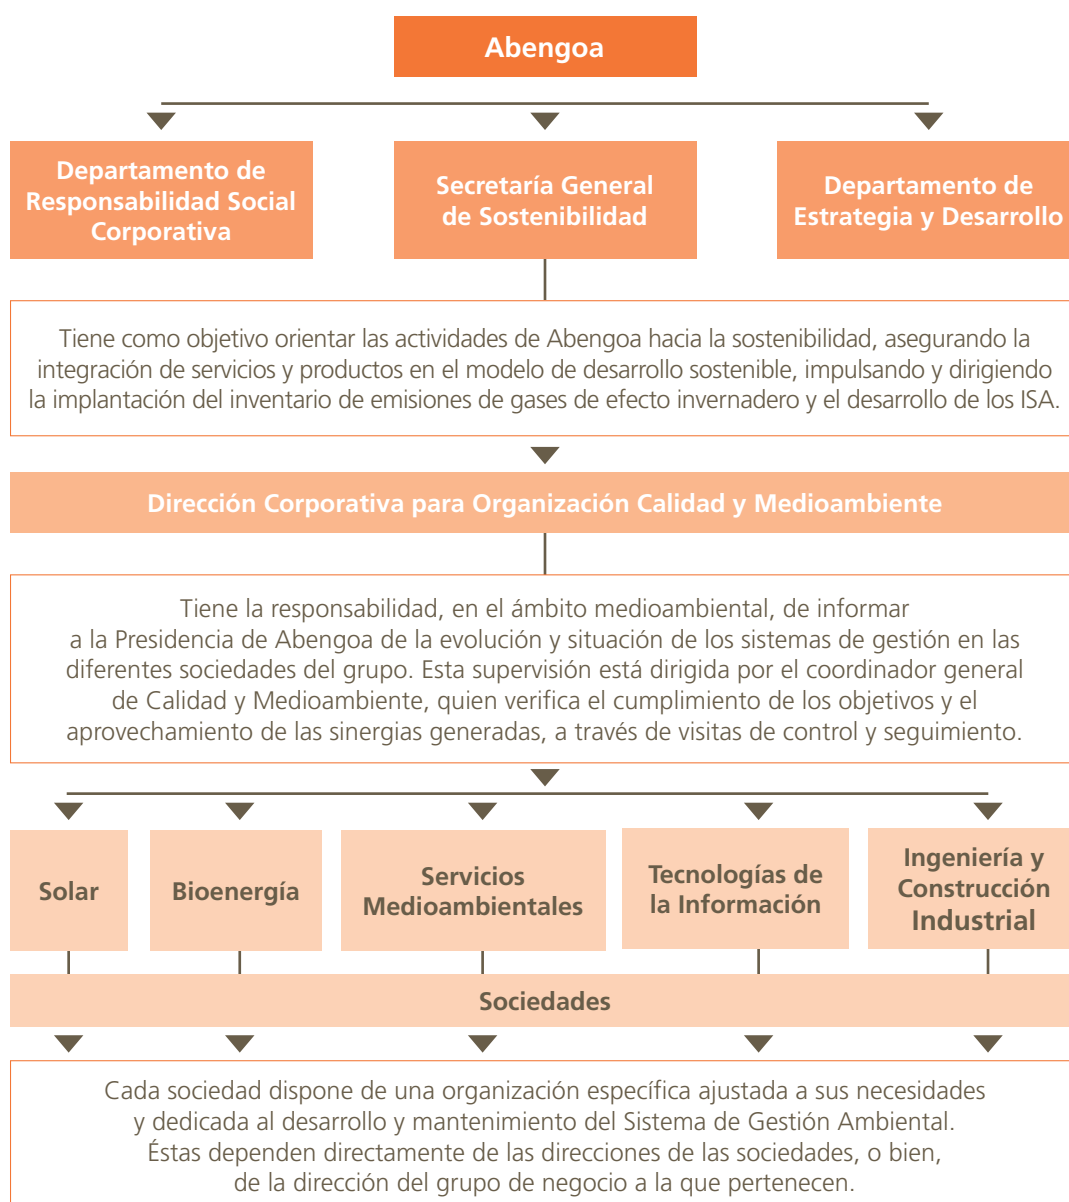 Abengoa
Departamento de
Responsabilidad Social
Corporativa
Secretaría General
de Sostenibilidad
Departamento de
Estrategia y Desarrollo
Tiene como objetivo orientar las actividades de Abengoa hacia la sostenibilidad, asegurando la
integración de servicios y productos en el modelo de desarrollo sostenible, impulsando y dirigiendo
la implantación del inventario de emisiones de gases de efecto invernadero y el desarrollo de los ISA.
Dirección Corporativa para Organización Calidad y Medioambiente
Tiene la responsabilidad, en el ámbito medioambiental, de informar
a la Presidencia de Abengoa de la evolución y situación de los sistemas de gestión en las
diferentes sociedades del grupo. Esta supervisión está dirigida por el coordinador general
de Calidad y Medioambiente, quien verifica el cumplimiento de los objetivos y el
aprovechamiento de las sinergias generadas, a través de visitas de control y seguimiento.
Solar
Bioenergía
Servicios
Medioambientales
Tecnologías de
la Información
Ingeniería y
Construcción
Industrial
Sociedades
Cada sociedad dispone de una organización específica ajustada a sus necesidades
y dedicada al desarrollo y mantenimiento del Sistema de Gestión Ambiental.
Éstas dependen directamente de las direcciones de las sociedades, o bien,
de la dirección del grupo de negocio a la que pertenecen.